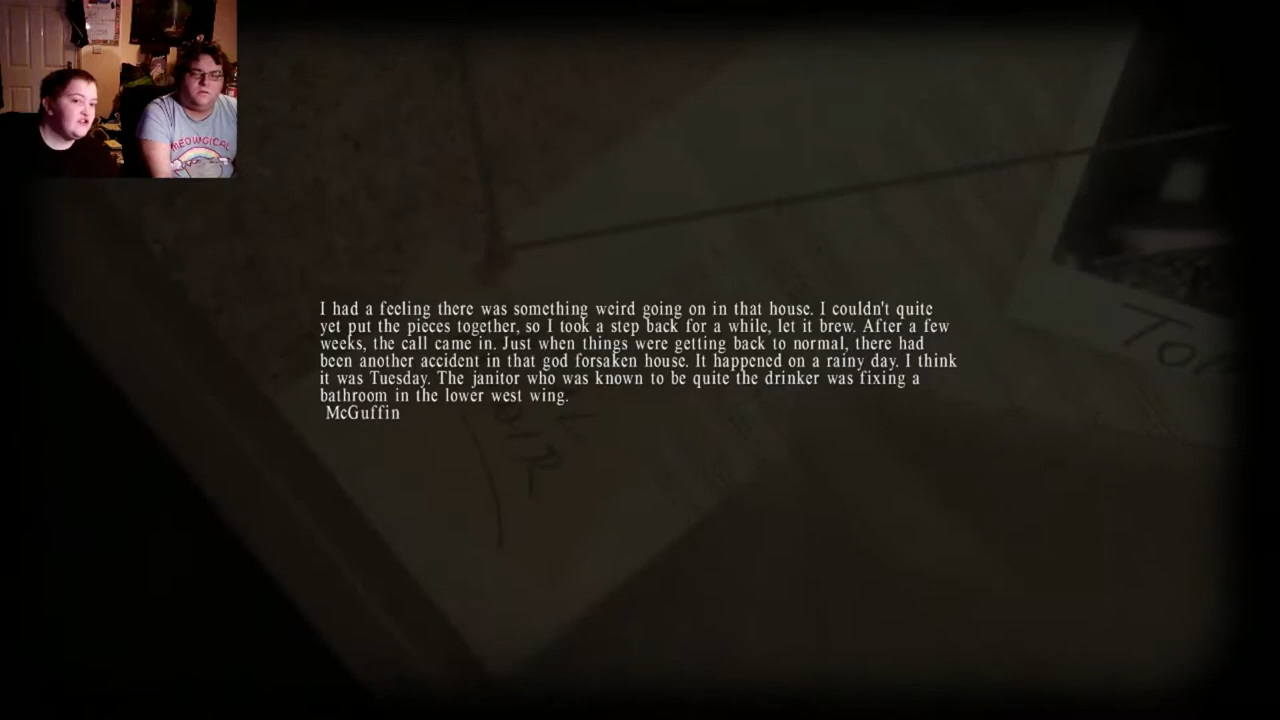 MEOWGICAL
I had a feeling there was something weird going on in that house. I couldn't quite
yet put the pieces together, so I took a step back for a while, let it brew. After a few
weeks, the call came in. Just when things were getting back to normal, there had
been another accident in that god forsaken house. It happened on a rainy day. I think
it was Tuesday. The janitor who was known to be quite the drinker was fixing a
bathroom in the lower west wing.
McGuffin